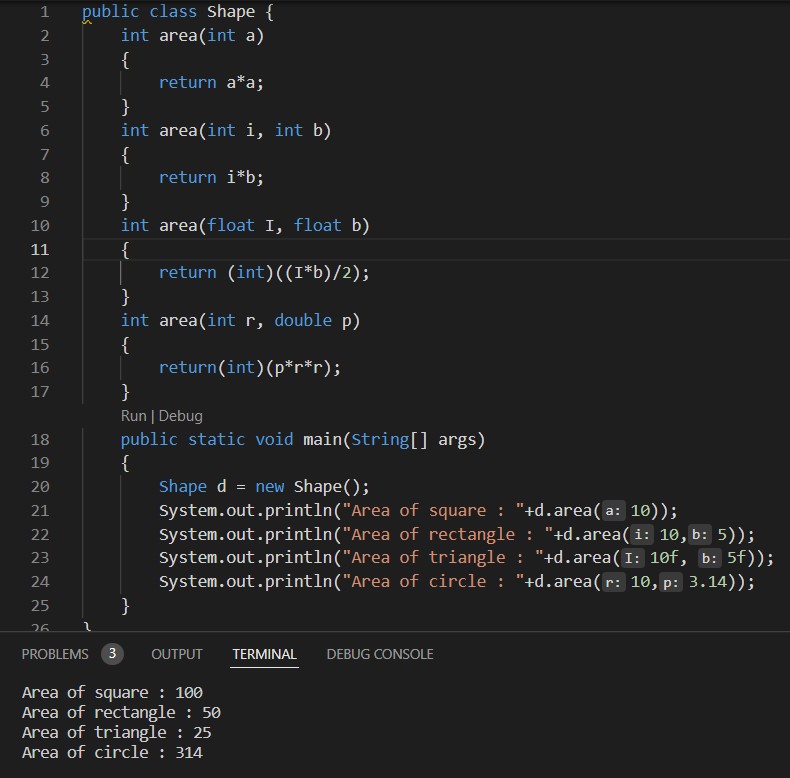 1 public class Shape {
2 int area(int a)
3 {
4 return a*a;
5 }
6 int area(int i, int b)
7 {
8 return i*b;
9 }
10 int area(float I, float b)
11 {
12 return (int)((I*b)/2);
13 }
14 int area(int r, double p)
15 {
16 return(int)(p*r*r);
17 }
Run | Debug
18 public static void main(String[] args)
19 {
20 Shape d = new Shape();
21 System.out.println("Area of square : "+d.area(a: 10));
22 System.out.println("Area of rectangle : "+d.area(i: 10,b: 5));
23 System.out.println("Area of triangle : "+d.area(I: 10f, b: 5f));
24 System.out.println("Area of circle : "+d.area(r: 10,p: 3.14));
25 }
26 }
PROBLEMS 3 OUTPUT TERMINAL DEBUG CONSOLE
Area of square : 100
Area of rectangle : 50
Area of triangle : 25
Area of circle : 314